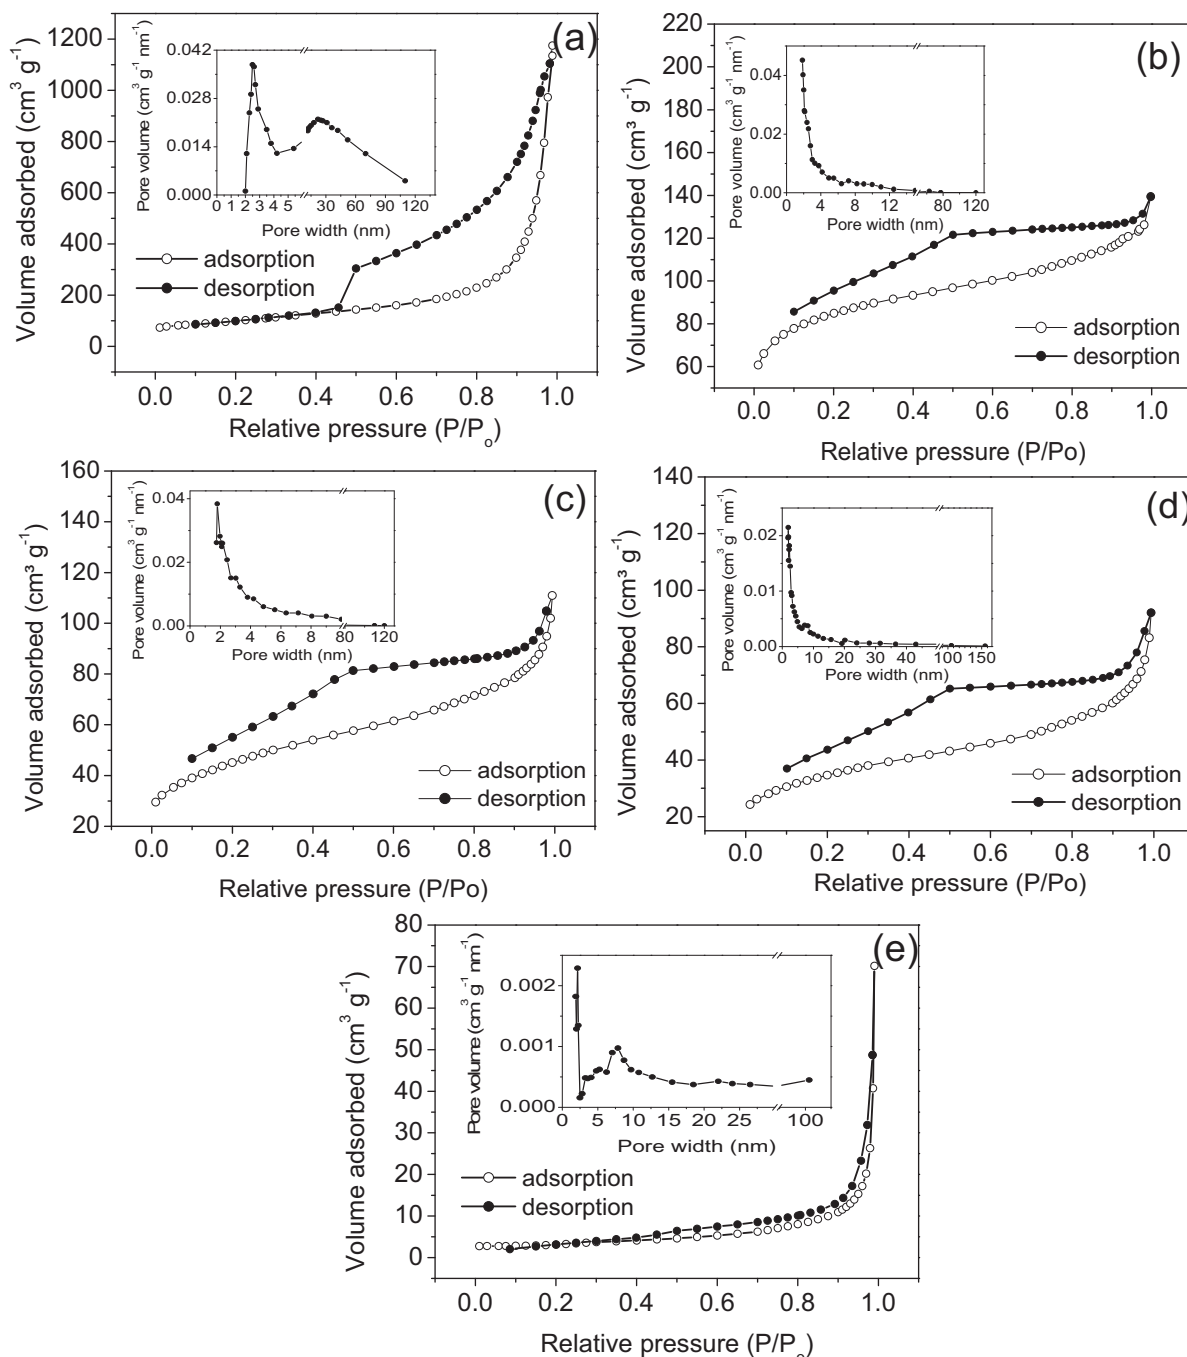 (a)
1200
1000
800
600
400
200
0
Volume adsorbed (cm³ g⁻¹)
0.0 0.2 0.4 0.6 0.8 1.0
Relative pressure (P/Pₒ)
adsorption
desorption
0.042
0.028
0.014
0.000
Pore volume (cm³ g⁻¹ nm⁻¹)
0 1 2 3 4 5 30 60 90 120
Pore width (nm)
(b)
220
200
180
160
140
120
100
80
60
Volume adsorbed (cm³ g⁻¹)
0.0 0.2 0.4 0.6 0.8 1.0
Relative pressure (P/Po)
adsorption
desorption
0.04
0.02
0.00
Pore volume (cm³ g⁻¹ nm⁻¹)
0 4 8 12 80 120
Pore width (nm)
(c)
160
140
120
100
80
60
40
20
Volume adsorbed (cm³ g⁻¹)
0.0 0.2 0.4 0.6 0.8 1.0
Relative pressure (P/Po)
adsorption
desorption
0.04
0.02
0.00
Pore volume (cm³ g⁻¹ nm⁻¹)
0 2 4 6 8 10 80 120
Pore width (nm)
(d)
140
120
100
80
60
40
20
Volume adsorbed (cm³ g⁻¹)
0.0 0.2 0.4 0.6 0.8 1.0
Relative pressure (P/Po)
adsorption
desorption
0.02
0.01
0.00
Pore volume (cm³ g⁻¹ nm⁻¹)
0 10 20 30 40 100 150
Pore width (nm)
(e)
80
70
60
50
40
30
20
10
0
Volume adsorbed (cm³ g⁻¹)
0.0 0.2 0.4 0.6 0.8 1.0
Relative pressure (P/Pₒ)
adsorption
desorption
0.002
0.001
0.000
Pore volume (cm³ g⁻¹ nm⁻¹)
0 5 10 15 20 25 100
Pore width (nm)